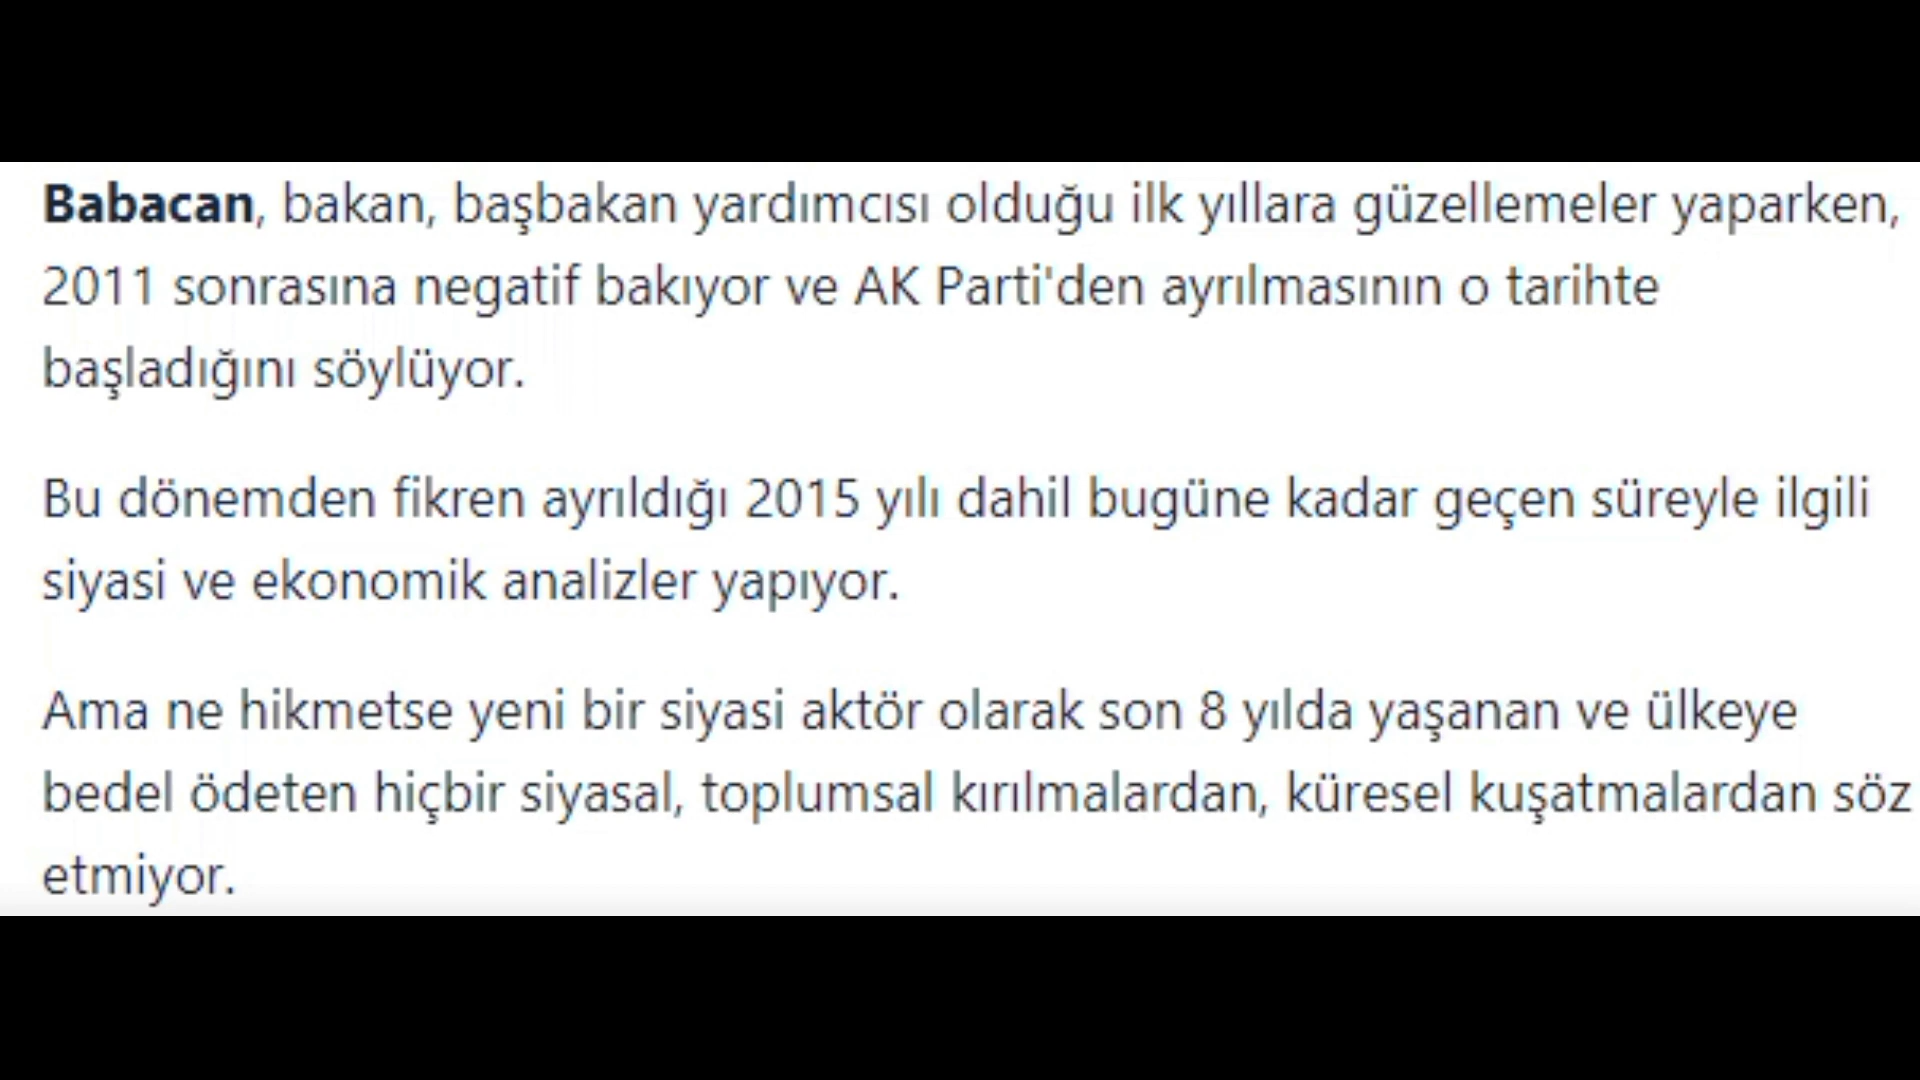 Babacan, bakan, başbakan yardımcısı olduğu ilk yıllara güzellemeler yaparken,
2011 sonrasına negatif bakıyor ve AK Parti'den ayrılmasının o tarihte
başladığını söylüyor.
Bu dönemden fikren ayrıldığı 2015 yılı dahil bugüne kadar geçen süreyle ilgili
siyasi ve ekonomik analizler yapıyor.
Ama ne hikmetse yeni bir siyasi aktör olarak son 8 yılda yaşanan ve ülkeye
bedel ödeten hiçbir siyasal, toplumsal kırılmalardan, küresel kuşatmalardan söz
etmiyor.